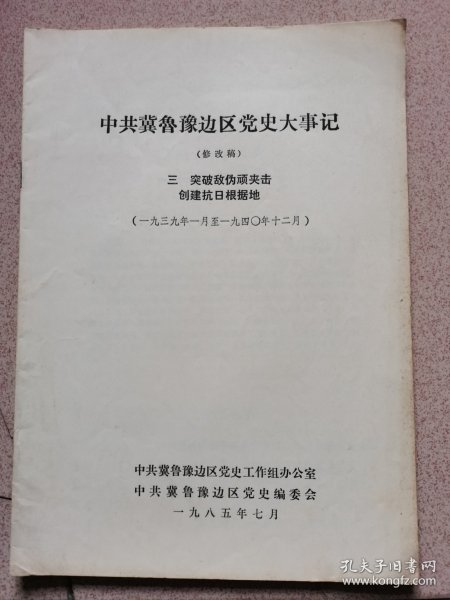 中共冀鲁豫边区党史大事记
（修改稿）
三 突破敌伪顽夹击
创建抗日根据地
（一九三九年一月至一九四〇年十二月）
中共冀鲁豫边区党史工作组办公室
中共冀鲁豫边区党史编委会
一九八五年七月
孔夫子旧书网
www.kongfz.com